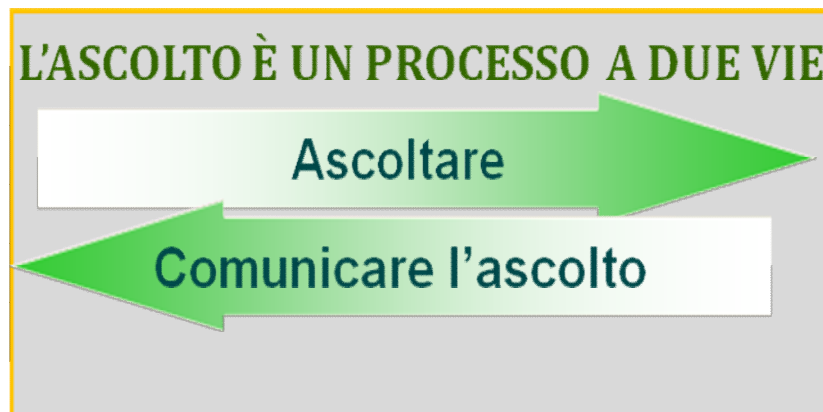 L'ASCOLTO È UN PROCESSO A DUE VIE
Ascoltare
Comunicare l'ascolto